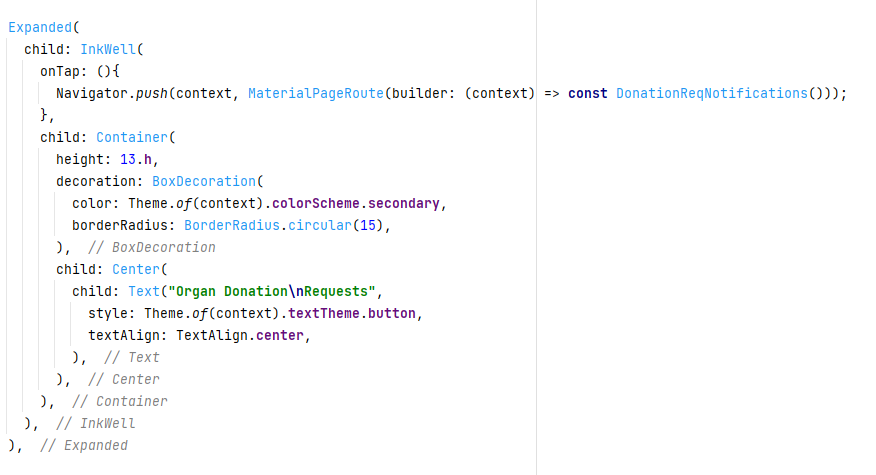 Expanded(
  child: InkWell(
    onTap: (){
      Navigator.push(context, MaterialPageRoute(builder: (context) => const DonationReqNotifications()));
    },
    child: Container(
      height: 13.h,
      decoration: BoxDecoration(
        color: Theme.of(context).colorScheme.secondary,
        borderRadius: BorderRadius.circular(15),
      ),  // BoxDecoration
      child: Center(
        child: Text("Organ Donation\nRequests",
          style: Theme.of(context).textTheme.button,
          textAlign: TextAlign.center,
        ),  // Text
      ),  // Center
    ),  // Container
  ),  // InkWell
),  // Expanded